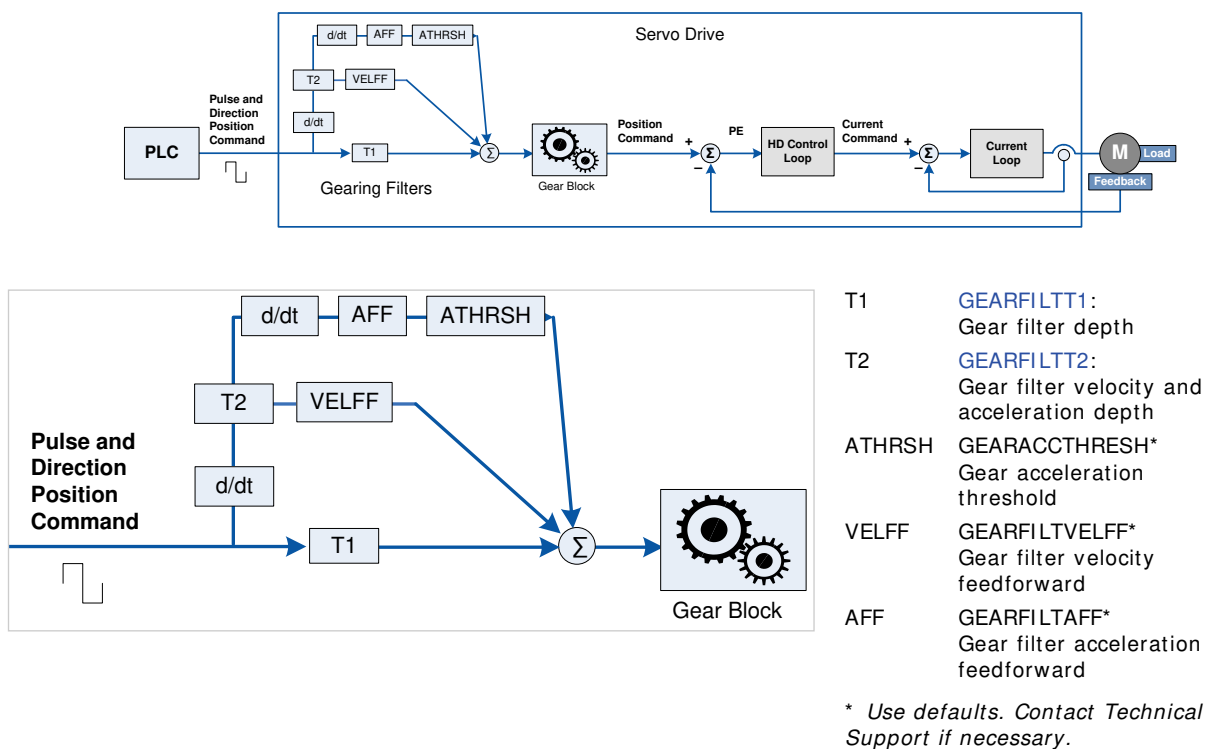 Servo Drive
d/dt
AFF
ATHRSH
T2
VELFF
d/dt
Pulse and
Direction
Position
Command
PLC
T1
Σ
Gearing Filters
Gear Block
Position
Command
+
−
Σ
PE
HD Control
Loop
Current
Command
+
−
Σ
Current
Loop
M
Load
Feedback
d/dt
AFF
ATHRSH
T2
VELFF
Pulse and
Direction
Position
Command
d/dt
T1
Σ
Gear Block
T1 GEARFILTT1:
Gear filter depth
T2 GEARFILTT2:
Gear filter velocity and
acceleration depth
ATHRSH GEARACCTHRESH*
Gear acceleration
threshold
VELFF GEARFILTVELFF*
Gear filter velocity
feedforward
AFF GEARFILTAFF*
Gear filter acceleration
feedforward
* Use defaults. Contact Technical
Support if necessary.